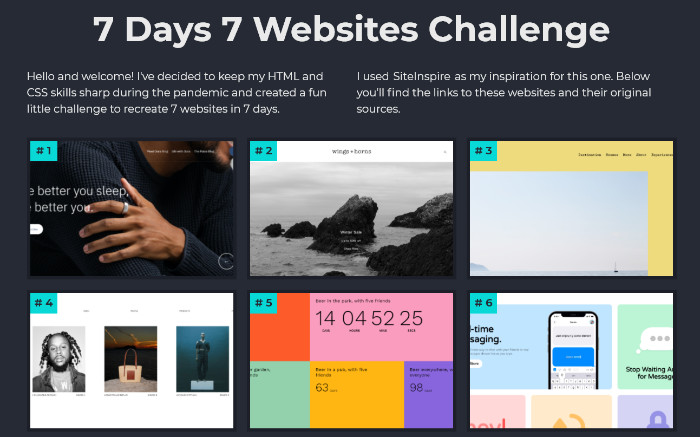 7 Days 7 Websites Challenge
Hello and welcome! I've decided to keep my HTML and
CSS skills sharp during the pandemic and created a fun
little challenge to recreate 7 websites in 7 days.
I used SiteInspire as my inspiration for this one. Below
you'll find the links to these websites and their original
sources.
# 1
e better you sleep,
e better you
# 2
wings+horns
Winter Sale
# 3
# 4
# 5
Beer in the park, with five friends
14 04 52 25
Beer in a pub, with five
friends
63
Beer everywhere,
98
# 6
-time
saging.
Stop Waiting
for Message